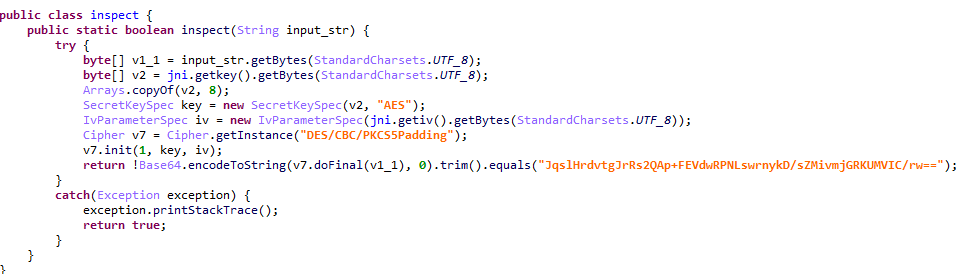 public class inspect {
public static boolean inspect(String input_str) {
try {
byte[] v1_1 = input_str.getBytes(StandardCharsets.UTF_8);
byte[] v2 = jni.getkey().getBytes(StandardCharsets.UTF_8);
Arrays.copyOf(v2, 8);
SecretKeySpec key = new SecretKeySpec(v2, "AES");
IvParameterSpec iv = new IvParameterSpec(jni.getiv().getBytes(StandardCharsets.UTF_8));
Cipher v7 = Cipher.getInstance("DES/CBC/PKCS5Padding");
v7.init(1, key, iv);
return !Base64.encodeToString(v7.doFinal(v1_1), 0).trim().equals("JqslHrdvtgJrRs2QAp+FEVdwRPNLswrnykD/sZMivmjGRKUMVIC/rw==");
}
catch(Exception exception) {
exception.printStackTrace();
return true;
}
}
}